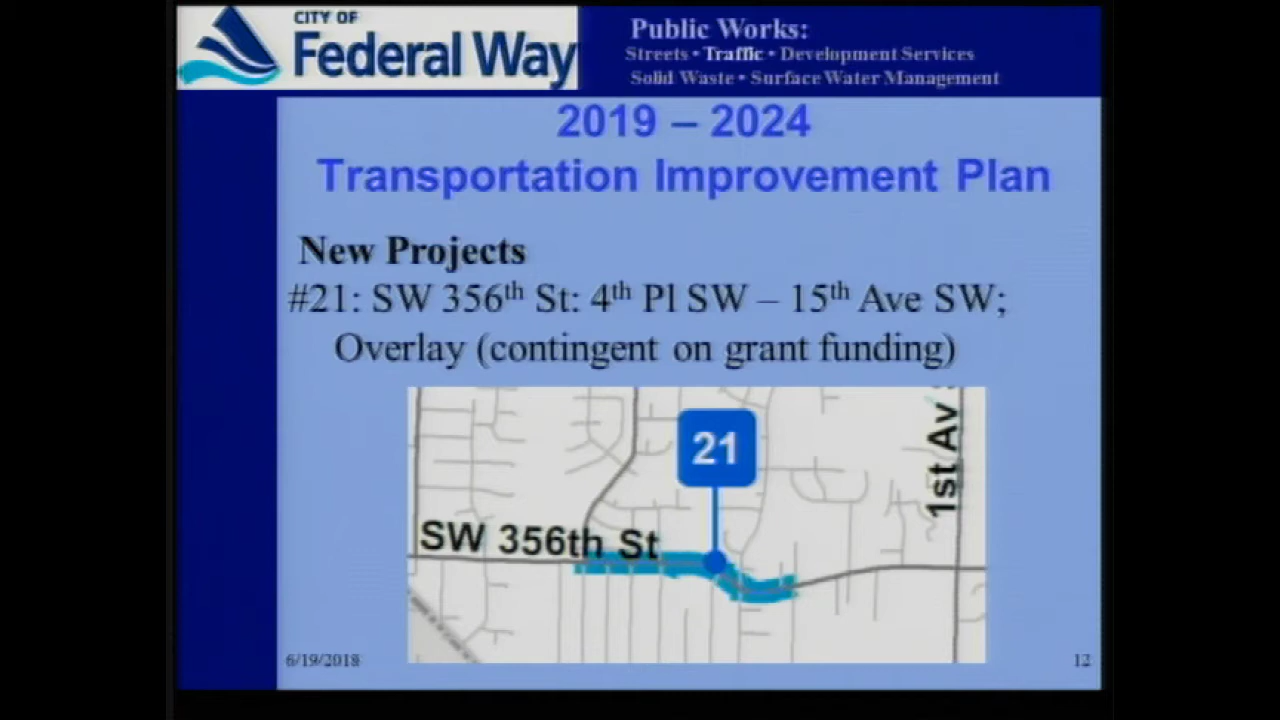 CITY OF
Federal Way
Public Works:
Streets • Traffic • Development Services
Solid Waste • Surface Water Management
2019 – 2024
Transportation Improvement Plan
New Projects
#21: SW 356th St: 4th Pl SW – 15th Ave SW;
Overlay (contingent on grant funding)
21
1st Av
SW 356th St
6/19/2018
12